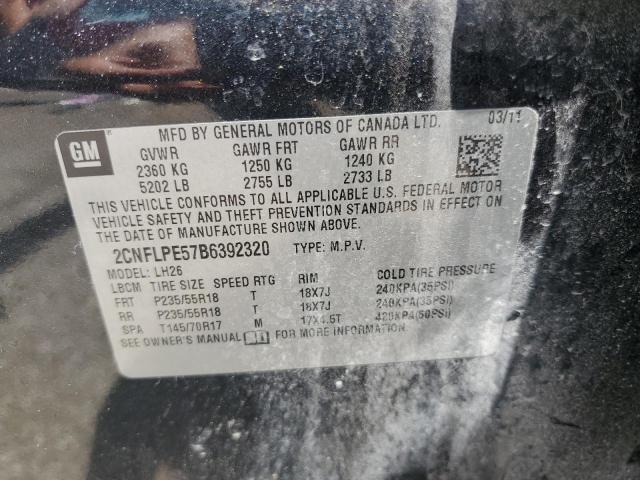 GM
MFD BY GENERAL MOTORS OF CANADA LTD. 03/11
GVWR GAWR FRT GAWR RR
2360 KG 1250 KG 1240 KG
5202 LB 2755 LB 2733 LB
THIS VEHICLE CONFORMS TO ALL APPLICABLE U.S. FEDERAL MOTOR
VEHICLE SAFETY AND THEFT PREVENTION STANDARDS IN EFFECT ON
THE DATE OF MANUFACTURE SHOWN ABOVE.
2CNFLPE57B6392320 TYPE: M.P.V.
MODEL: LH26
LBCM TIRE SIZE SPEED RTG RIM COLD TIRE PRESSURE
FRT P235/55R18 T 18X7J 240KPA(35PSI)
RR P235/55R18 T 18X7J 240KPA(35PSI)
SPA T145/70R17 M 17X4.5T 420KPA(60PSI)
SEE OWNER'S MANUAL FOR MORE INFORMATION.